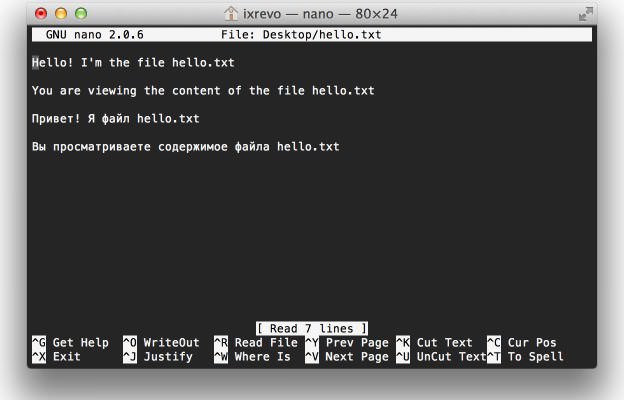 ixrevo — nano — 80×24
GNU nano 2.0.6 File: Desktop/hello.txt
Hello! I'm the file hello.txt
You are viewing the content of the file hello.txt
Привет! Я файл hello.txt
Вы просматриваете содержимое файла hello.txt
[ Read 7 lines ]
^G Get Help ^O WriteOut ^R Read File ^Y Prev Page ^K Cut Text ^C Cur Pos
^X Exit ^J Justify ^W Where Is ^V Next Page ^U UnCut Text ^T To Spell